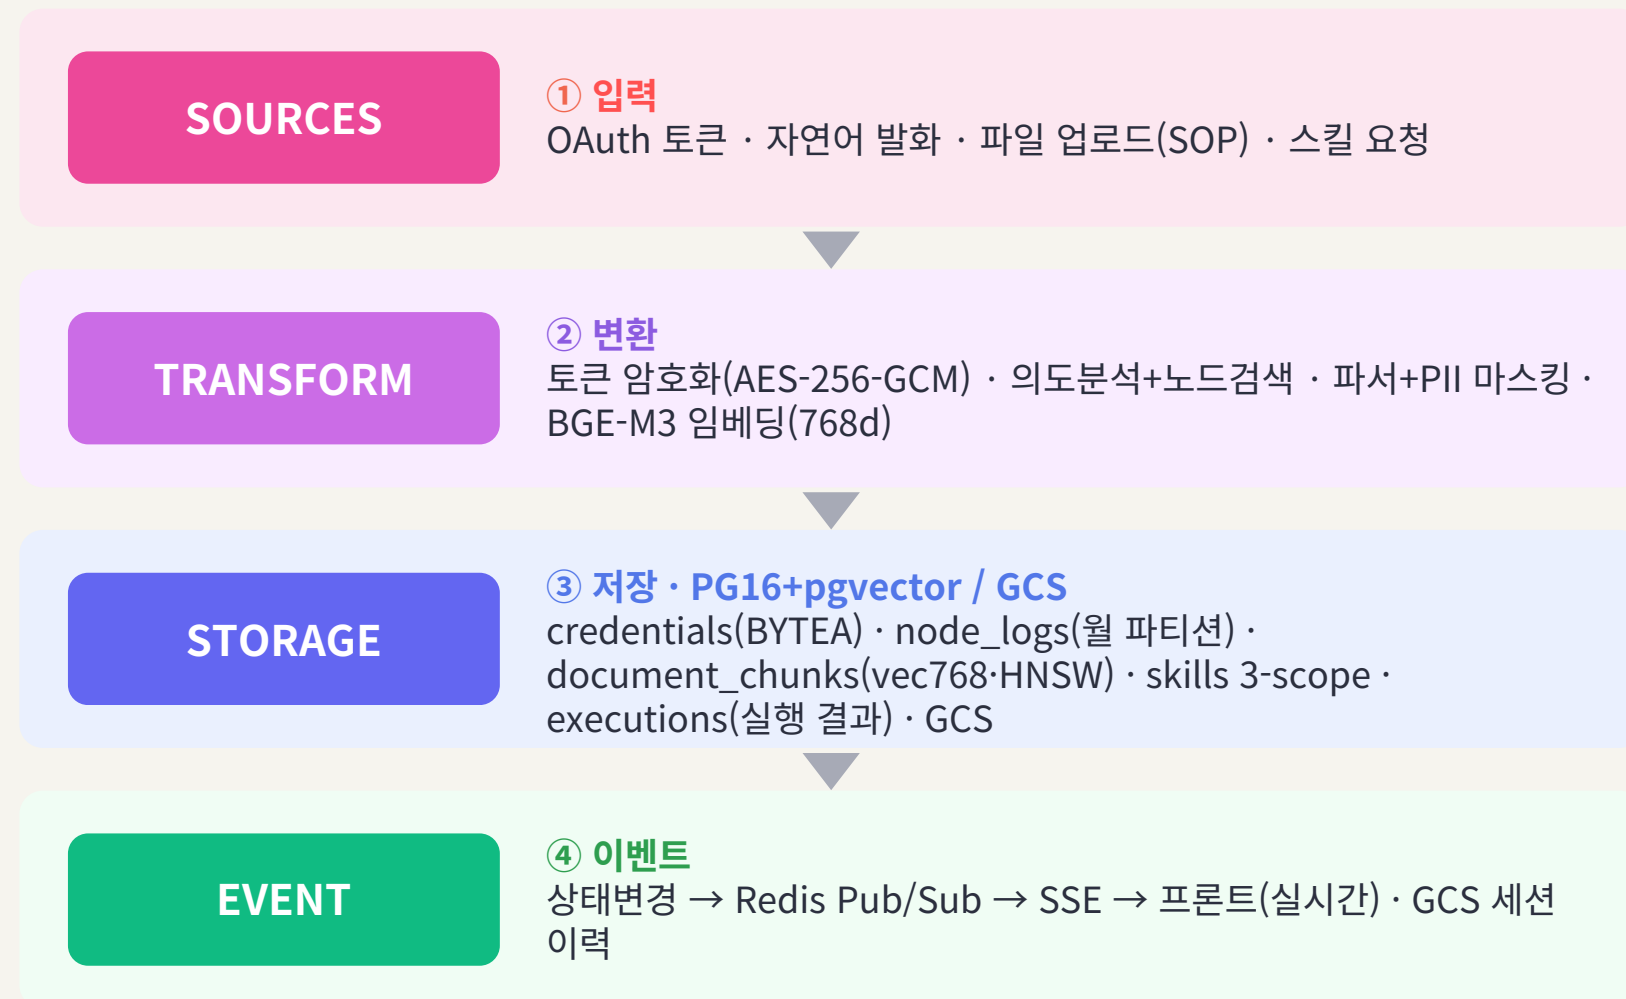 SOURCES
① 입력
OAuth 토큰 · 자연어 발화 · 파일 업로드(SOP) · 스킬 요청
TRANSFORM
② 변환
토큰 암호화(AES-256-GCM) · 의도분석+노드검색 · 파서+PII 마스킹 ·
BGE-M3 임베딩(768d)
STORAGE
③ 저장 · PG16+pgvector / GCS
credentials(BYTEA) · node_logs(월 파티션) ·
document_chunks(vec768·HNSW) · skills 3-scope ·
executions(실행 결과) · GCS
EVENT
④ 이벤트
상태변경 → Redis Pub/Sub → SSE → 프론트(실시간) · GCS 세션
이력